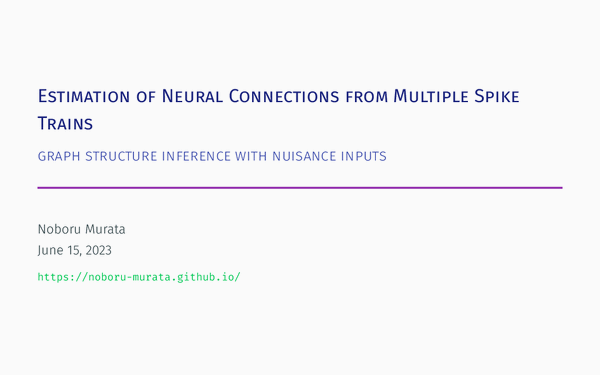 Estimation of Neural Connections from Multiple Spike
Trains
GRAPH STRUCTURE INFERENCE WITH NUISANCE INPUTS
Noboru Murata
June 15, 2023
https://noboru-murata.github.io/